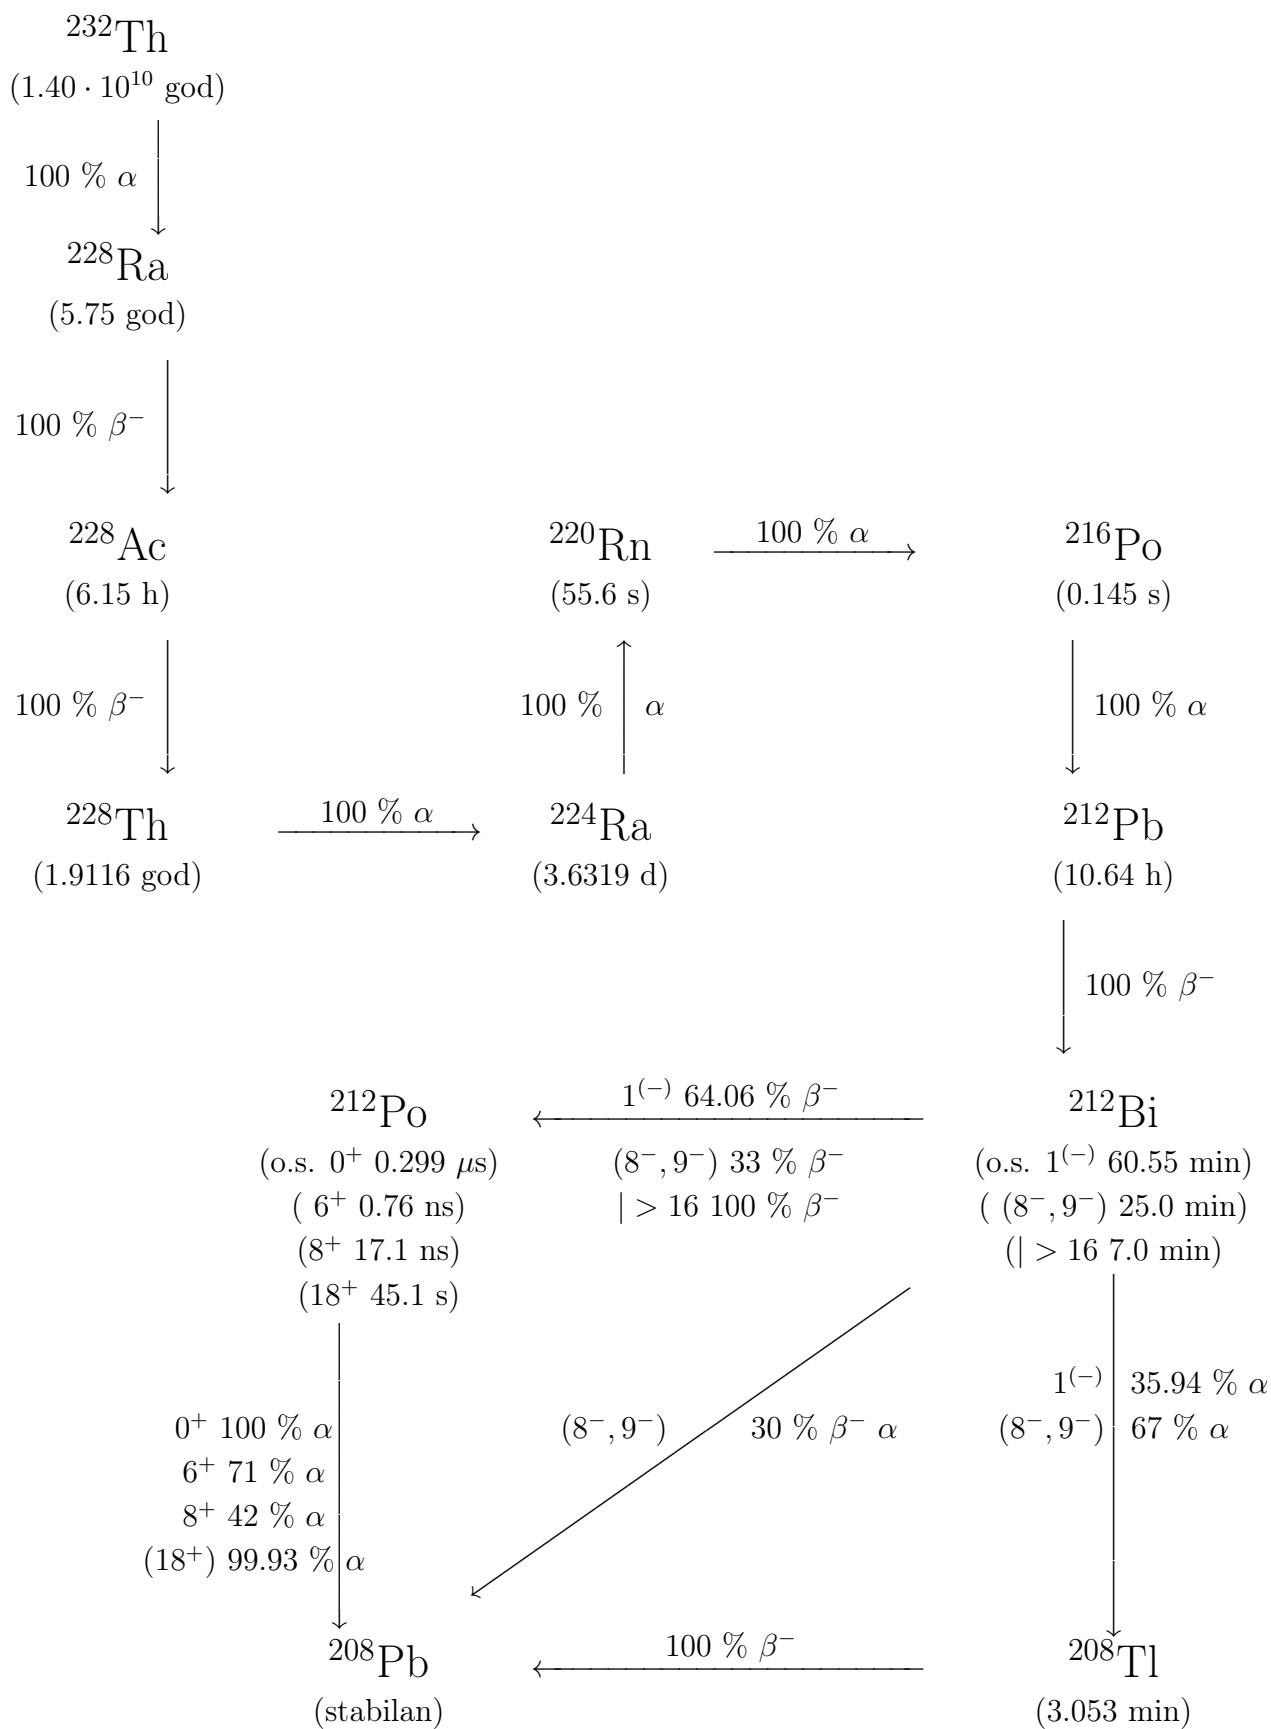 ²³²Th
(1.40 · 10¹⁰ god)
100 % α
²²⁸Ra
(5.75 god)
100 % β⁻
²²⁸Ac
(6.15 h)
100 % β⁻
²²⁸Th
(1.9116 god)
100 % α
²²⁴Ra
(3.6319 d)
100 % α
²²⁰Rn
(55.6 s)
100 % α
²¹⁶Po
(0.145 s)
100 % α
²¹²Pb
(10.64 h)
100 % β⁻
²¹²Bi
(o.s. 1⁽⁻⁾ 60.55 min)
( (8⁻, 9⁻) 25.0 min)
(| > 16 7.0 min)
1⁽⁻⁾ 64.06 % β⁻
(8⁻, 9⁻) 33 % β⁻
| > 16 100 % β⁻
²¹²Po
(o.s. 0⁺ 0.299 μs)
( 6⁺ 0.76 ns)
(8⁺ 17.1 ns)
(18⁺ 45.1 s)
0⁺ 100 % α
6⁺ 71 % α
8⁺ 42 % α
(18⁺) 99.93 % α
(8⁻, 9⁻) 30 % β⁻ α
1⁽⁻⁾ 35.94 % α
(8⁻, 9⁻) 67 % α
²⁰⁸Tl
(3.053 min)
100 % β⁻
²⁰⁸Pb
(stabilan)